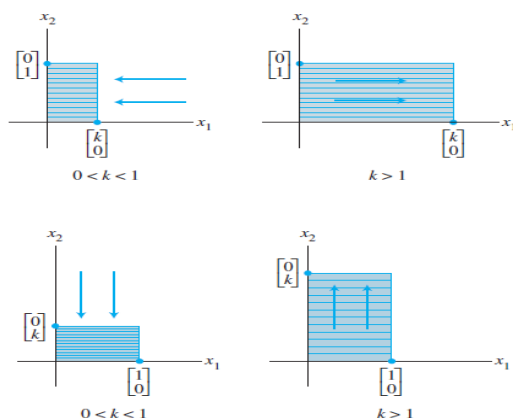 x₂
x₂
[0 1]
[0 1]
x₁
x₁
[k 0]
[k 0]
0 < k < 1
k > 1
x₂
x₂
[0 k]
[0 k]
x₁
x₁
[1 0]
[1 0]
0 < k < 1
k > 1